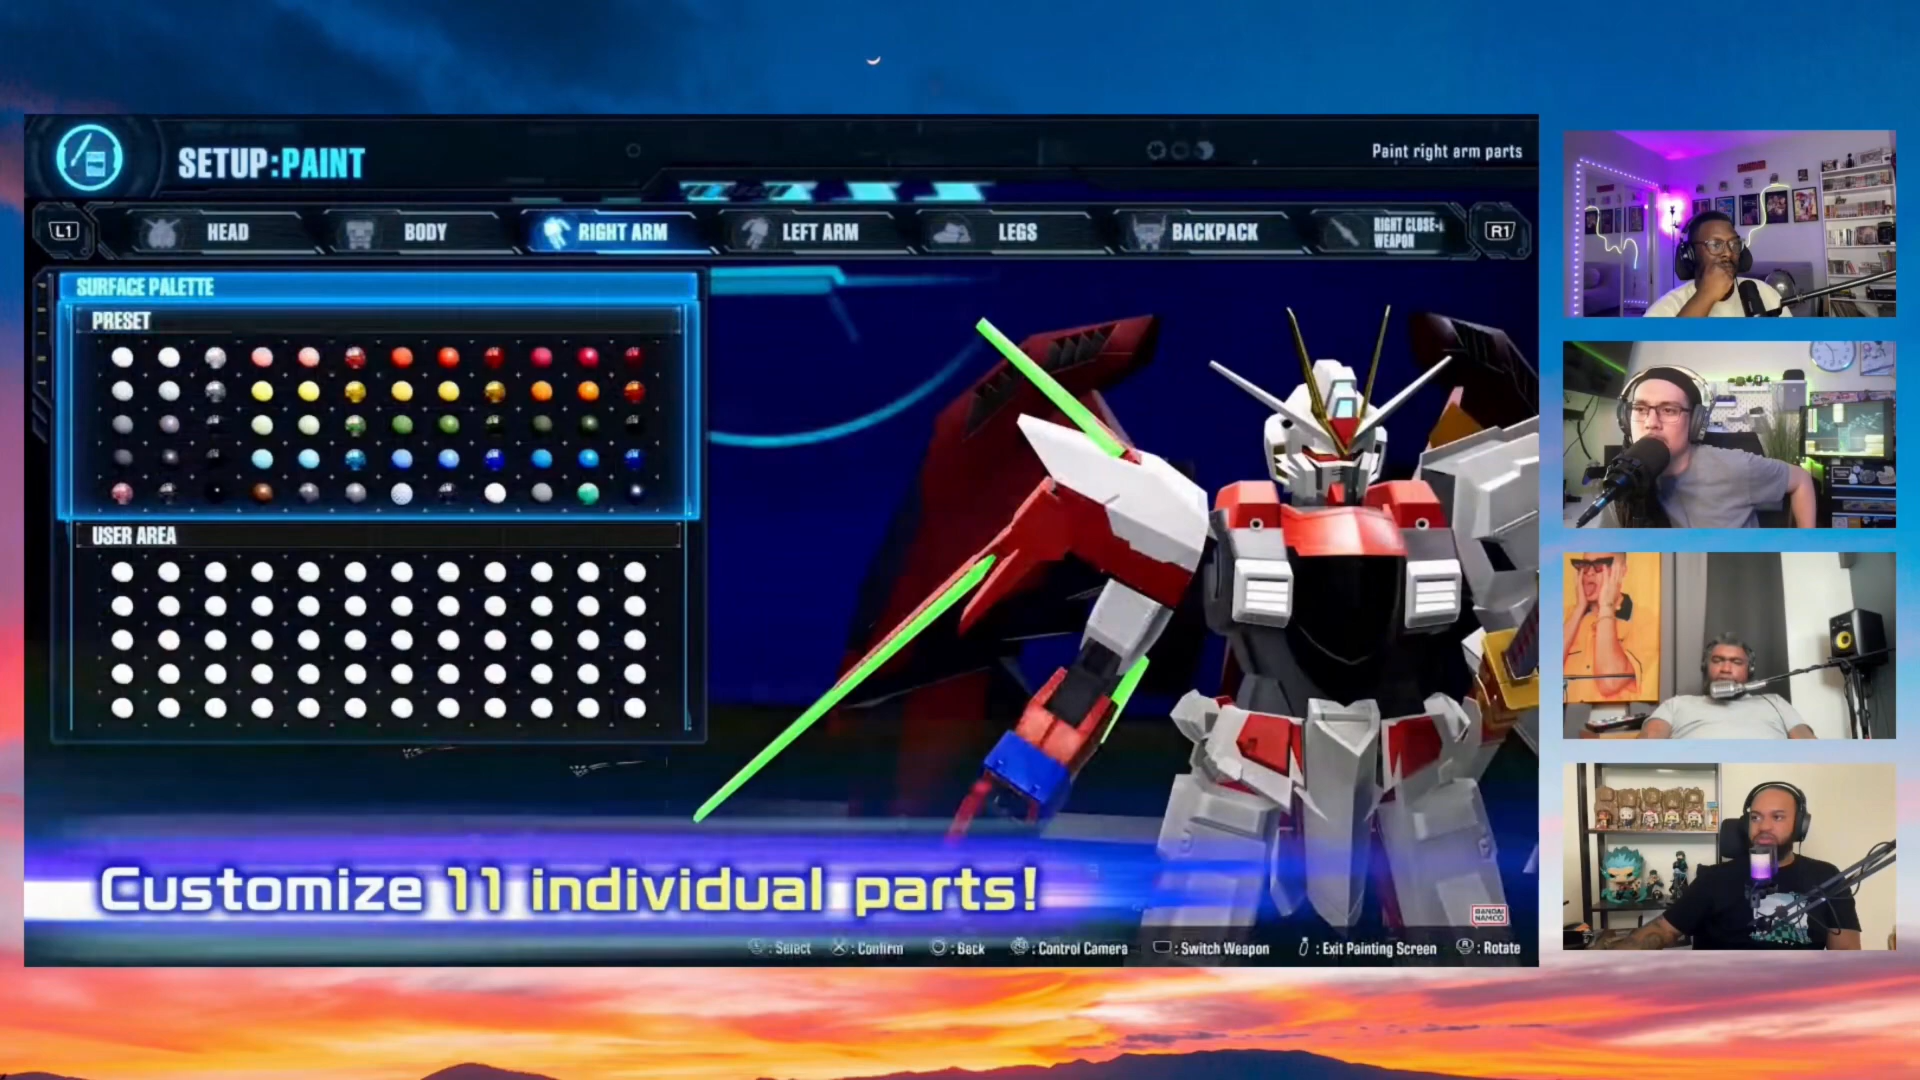 SETUP:PAINT
Paint right arm parts
L1
HEAD
BODY
RIGHT ARM
LEFT ARM
LEGS
BACKPACK
RIGHT CLOSE-
WEAPON
R1
SURFACE PALETTE
PRESET
USER AREA
Customize 11 individual parts!
BANDAI
NAMCO
: Select
: Confirm
: Back
: Control Camera
: Switch Weapon
: Exit Painting Screen
R : Rotate